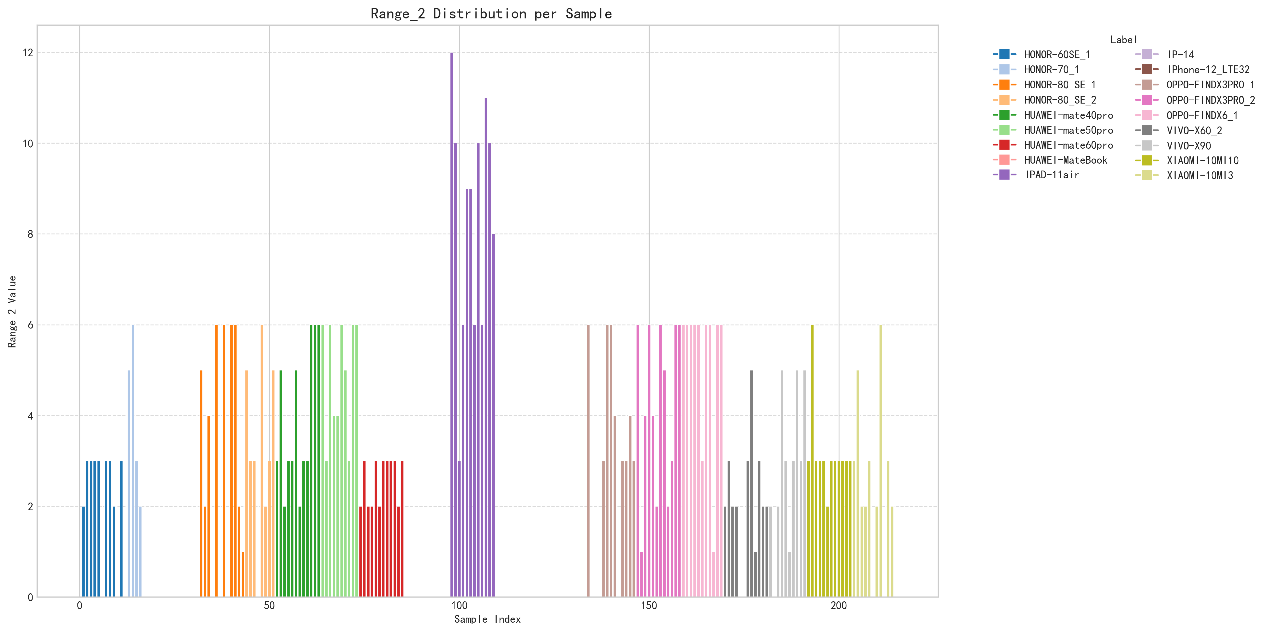 Range_2 Distribution per Sample
Range_2 Value
12
10
8
6
4
2
0
0
50
100
150
200
Sample Index
Label
HONOR-60SE_1
HONOR-70_1
HONOR-80_SE_1
HONOR-80_SE_2
HUAWEI-mate40pro
HUAWEI-mate50pro
HUAWEI-mate60pro
HUAWEI-MateBook
IPAD-11air
IP-14
IPhone-12_LTE32
OPPO-FINDX3PRO_1
OPPO-FINDX3PRO_2
OPPO-FINDX6_1
VIVO-X60_2
VIVO-X90
XIAOMI-10MI10
XIAOMI-10MI3